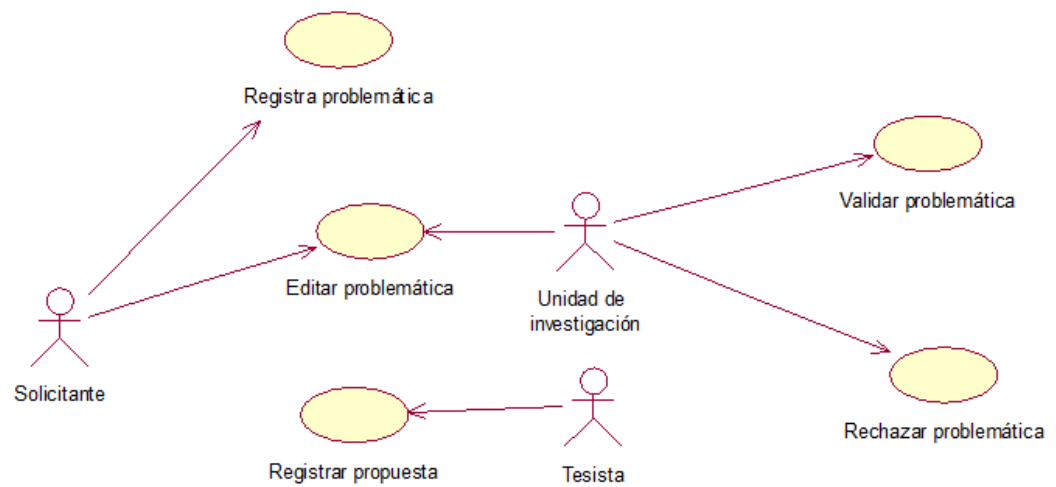 Registra problemática
Validar problemática
Editar problemática
Unidad de
investigación
Solicitante
Rechazar problemática
Registrar propuesta
Tesista